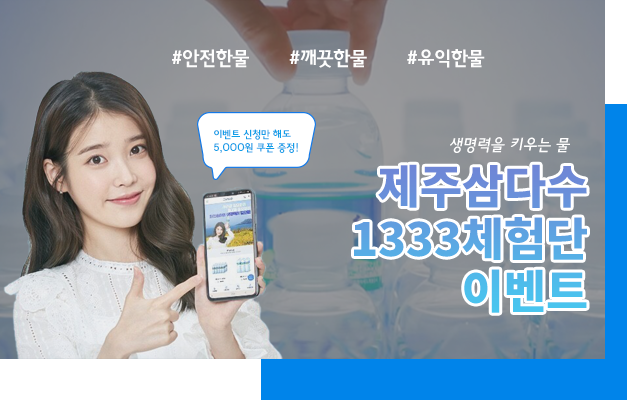 #안전한물 #깨끗한물 #유익한물
이벤트 신청만 해도
5,000원 쿠폰 증정!
생명력을 키우는 물
제주삼다수
1333체험단
이벤트